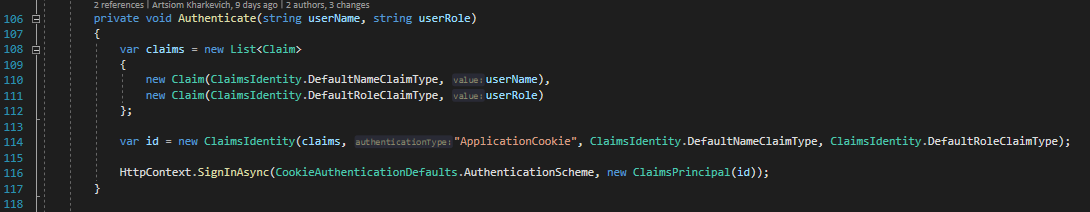 2 references | Artsiom Kharkevich, 9 days ago | 2 authors, 3 changes
106 private void Authenticate(string userName, string userRole)
107 {
108 var claims = new List<Claim>
109 {
110 new Claim(ClaimsIdentity.DefaultNameClaimType, value: userName),
111 new Claim(ClaimsIdentity.DefaultRoleClaimType, value: userRole)
112 };
113
114 var id = new ClaimsIdentity(claims, authenticationType: "ApplicationCookie", ClaimsIdentity.DefaultNameClaimType, ClaimsIdentity.DefaultRoleClaimType);
115
116 HttpContext.SignInAsync(CookieAuthenticationDefaults.AuthenticationScheme, new ClaimsPrincipal(id));
117 }
118